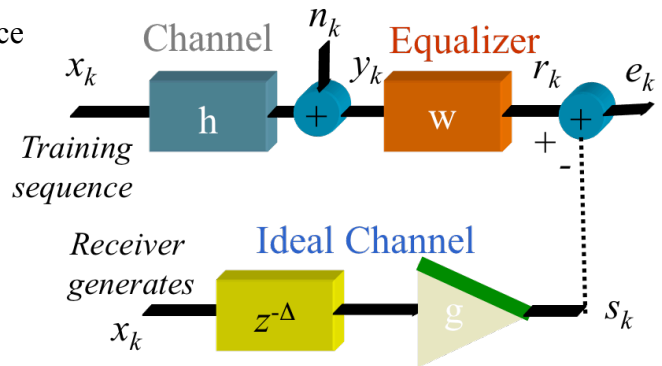 ce
Channel
n_k
Equalizer
x_k
y_k
r_k
e_k
h
+
w
+
+
-
Training
sequence
Receiver
generates
Ideal Channel
x_k
z^{-Δ}
g
s_k